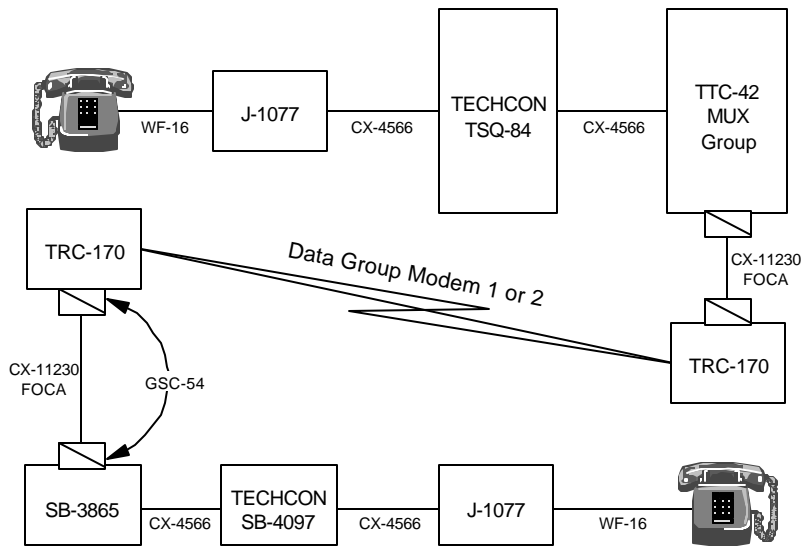 WF-16
J-1077
CX-4566
TECHCON
TSQ-84
CX-4566
TTC-42
MUX
Group
CX-11230
FOCA
TRC-170
Data Group Modem 1 or 2
TRC-170
CX-11230
FOCA
GSC-54
SB-3865
CX-4566
TECHCON
SB-4097
CX-4566
J-1077
WF-16